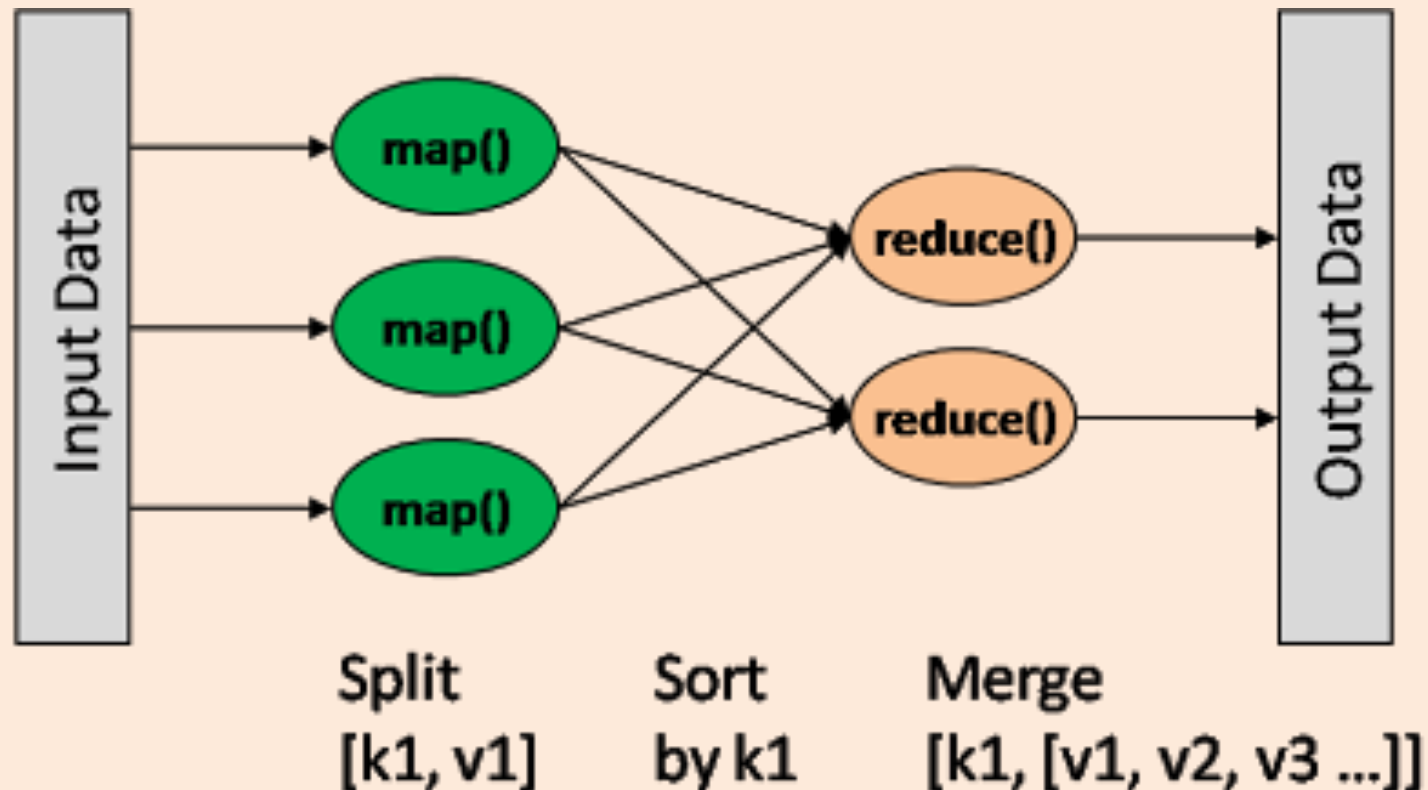 Input Data
map()
map()
map()
reduce()
reduce()
Output Data
Split
[k1, v1]
Sort
by k1
Merge
[k1, [v1, v2, v3 ...]]